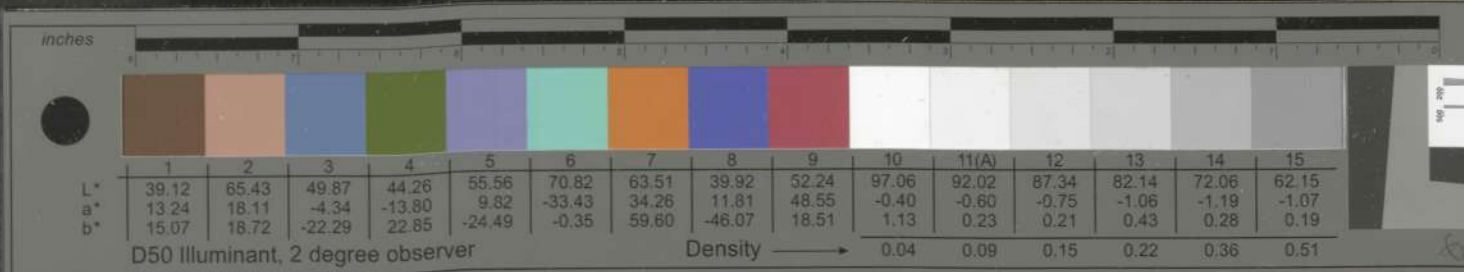 inches
1 2 3 4 5 6 7 8 9 10 11(A) 12 13 14 15
L* 39.12 65.43 49.87 44.26 55.56 70.82 63.51 39.92 52.24 97.06 92.02 87.34 82.14 72.06 62.15
a* 13.24 18.11 -4.34 -13.80 9.82 -33.43 34.26 11.81 48.55 -0.40 -0.60 -0.75 -1.06 -1.19 -1.07
b* 15.07 18.72 -22.29 22.85 -24.49 -0.35 59.60 -46.07 18.51 1.13 0.23 0.21 0.43 0.28 0.19
D50 Illuminant, 2 degree observer Density 0.04 0.09 0.15 0.22 0.36 0.51